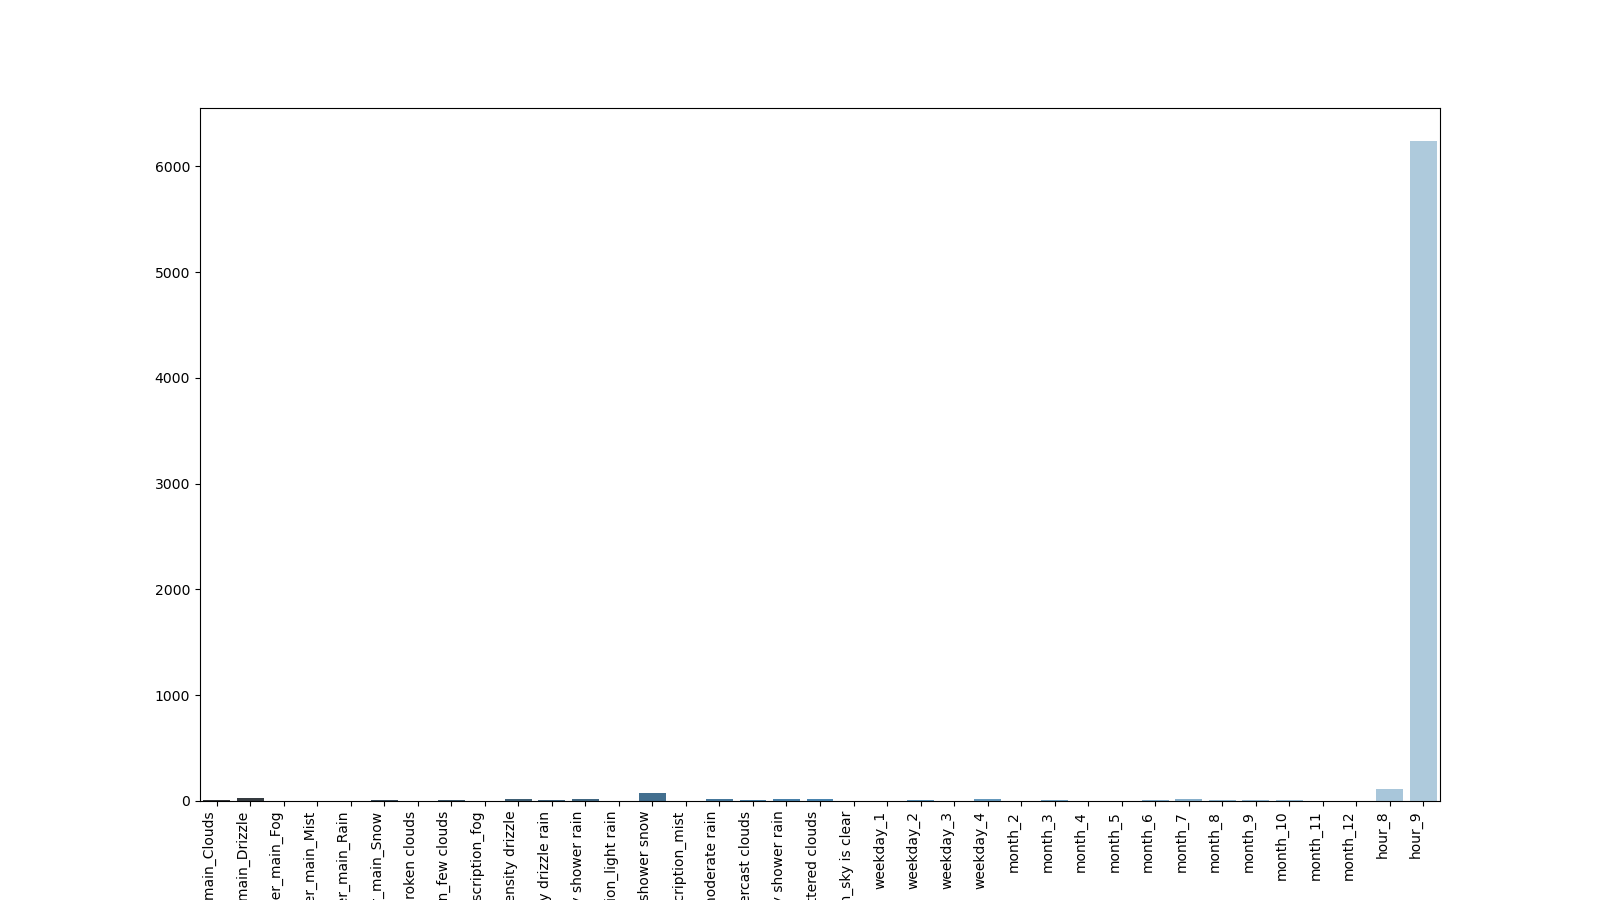 6000
5000
4000
3000
2000
1000
0
main_Clouds
main_Drizzle
er_main_Fog
er_main_Mist
er_main_Rain
r_main_Snow
roken clouds
n_few clouds
scription_fog
ensity drizzle
y drizzle rain
y shower rain
ion_light rain
shower snow
cription_mist
noderate rain
ercast clouds
y shower rain
ttered clouds
n_sky is clear
weekday_1
weekday_2
weekday_3
weekday_4
month_2
month_3
month_4
month_5
month_6
month_7
month_8
month_9
month_10
month_11
month_12
hour_8
hour_9